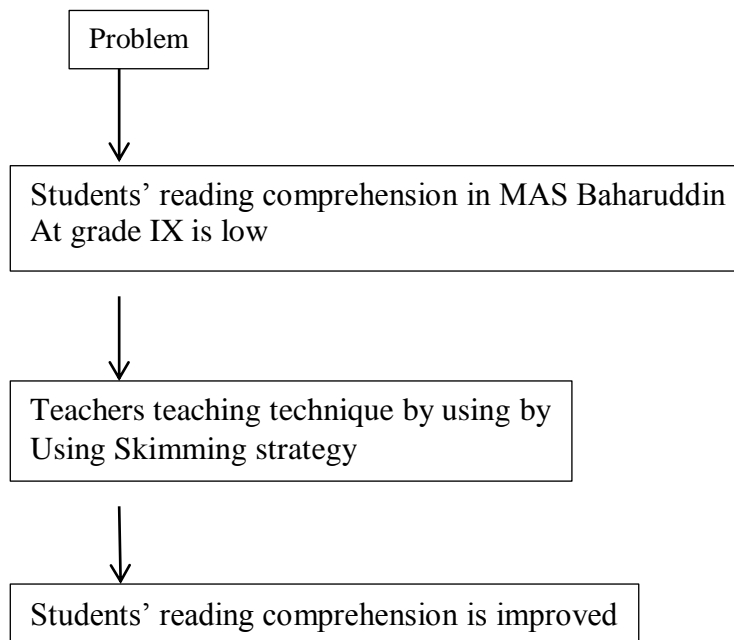 Problem
Students’ reading comprehension in MAS Baharuddin
At grade IX is low
Teachers teaching technique by using by
Using Skimming strategy
Students’ reading comprehension is improved